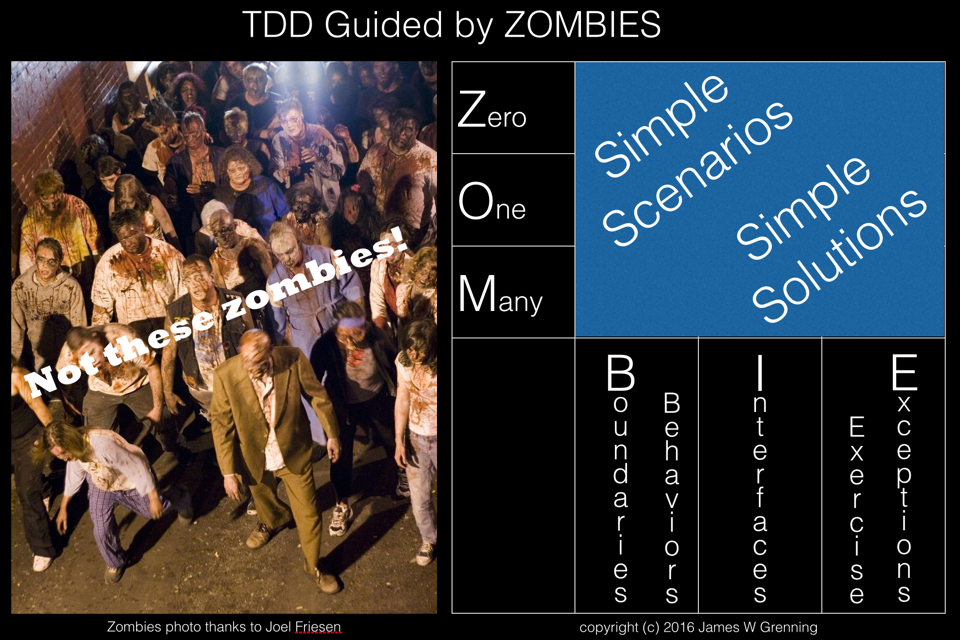 TDD Guided by ZOMBIES
Not these zombies!
Zero
One
Many
Simple
Scenarios
Simple
Solutions
Boundaries
Behaviors
Interfaces
Exercise
Exceptions
Zombies photo thanks to Joel Friesen
copyright (c) 2016 James W Grenning